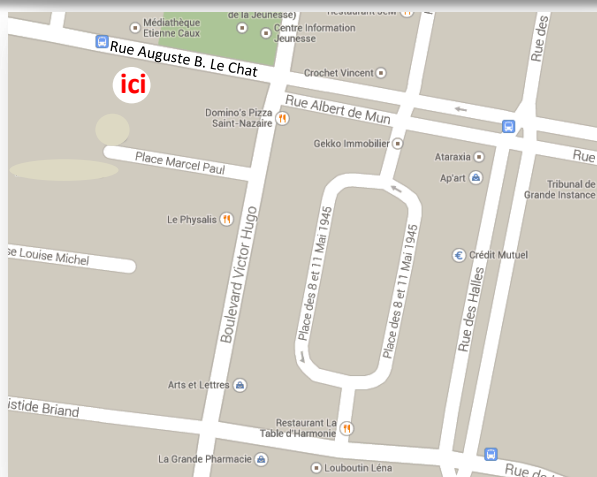 de la Jeunesse)
Médiathèque
Etienne Caux
Centre Information
Jeunesse
Rue des
Rue Auguste B. Le Chat
ici
Crochet Vincent
Rue Albert de Mun
Domino's Pizza
Saint-Nazaire
Gekko Immobilier
Place Marcel Paul
Ataraxia
Rue
Ap'art
Tribunal de
Grande Instance
Le Physalis
Place des 8 et 11 Mai 1945
Place des 8 et 11 Mai 1945
Boulevard Victor Hugo
se Louise Michel
Crédit Mutuel
Rue des Halles
Arts et Lettres
istide Briand
Restaurant La
Table d'Harmonie
La Grande Pharmacie
Louboutin Léna
Rue de